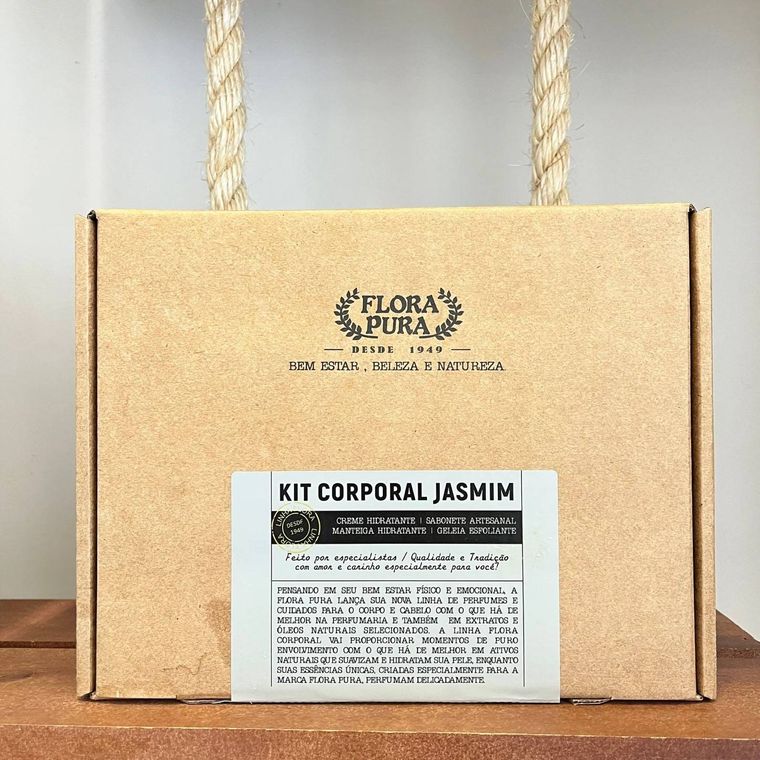 FLORA
PURA
DESDE 1949
BEM ESTAR , BELEZA E NATUREZA.
KIT CORPORAL JASMIM
LINHA FLORA
DESDE
1949
CREME HIDRATANTE | SABONETE ARTESANAL
MANTEIGA HIDRATANTE | GELEIA ESFOLIANTE
Feito por especialistas / Qualidade e Tradição
com amor e carinho especialmente para você!
PENSANDO EM SEU BEM ESTAR FÍSICO E EMOCIONAL, A
FLORA PURA LANÇA SUA NOVA LINHA DE PERFUMES E
CUIDADOS PARA O CORPO E CABELO COM O QUE HÁ DE
MELHOR NA PERFUMARIA E TAMBÉM EM EXTRATOS E
ÓLEOS NATURAIS SELECIONADOS. A LINHA FLORA
CORPORAL VAI PROPORCIONAR MOMENTOS DE PURO
ENVOLVIMENTO COM O QUE HÁ DE MELHOR EM ATIVOS
NATURAIS QUE SUAVIZAM E HIDRATAM SUA PELE, ENQUANTO
SUAS ESSÊNCIAS ÚNICAS, CRIADAS ESPECIALMENTE PARA A
MARCA FLORA PURA, PERFUMAM DELICADAMENTE.